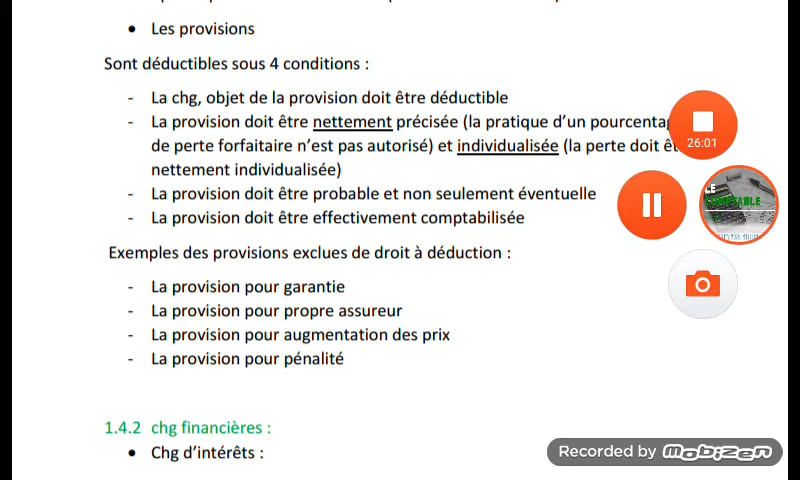 • Les provisions
Sont déductibles sous 4 conditions :
- La chg, objet de la provision doit être déductible
- La provision doit être nettement précisée (la pratique d'un
de perte forfaitaire n'est pas autorisé) et individualisée (la perte doit
nettement individualisée)
- La provision doit être probable et non seulement éventuelle
- La provision doit être effectivement comptabilisée
Exemples des provisions exclues de droit à déduction :
- La provision pour garantie
- La provision pour propre assureur
- La provision pour augmentation des prix
- La provision pour pénalité
1.4.2 chg financières :
• Chg d'intérêts :
26:01
Recorded by mobizen